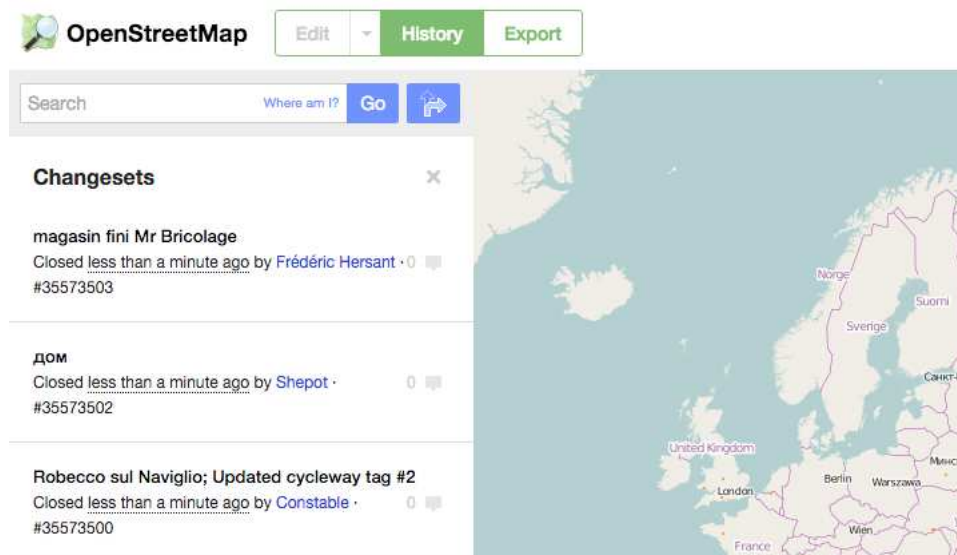 OpenStreetMap
Edit
History
Export
Search
Where am I?
Go
Changesets
magasin fini Mr Bricolage
Closed less than a minute ago by Frédéric Hersant · 0
#35573503
дом
Closed less than a minute ago by Shepot · 0
#35573502
Robecco sul Naviglio; Updated cycleway tag #2
Closed less than a minute ago by Constable · 0
#35573500
Norge
Suomi
Sverige
Санкт-
United Kingdom
Минск
London
Berlin
Warszawa
Wien
France